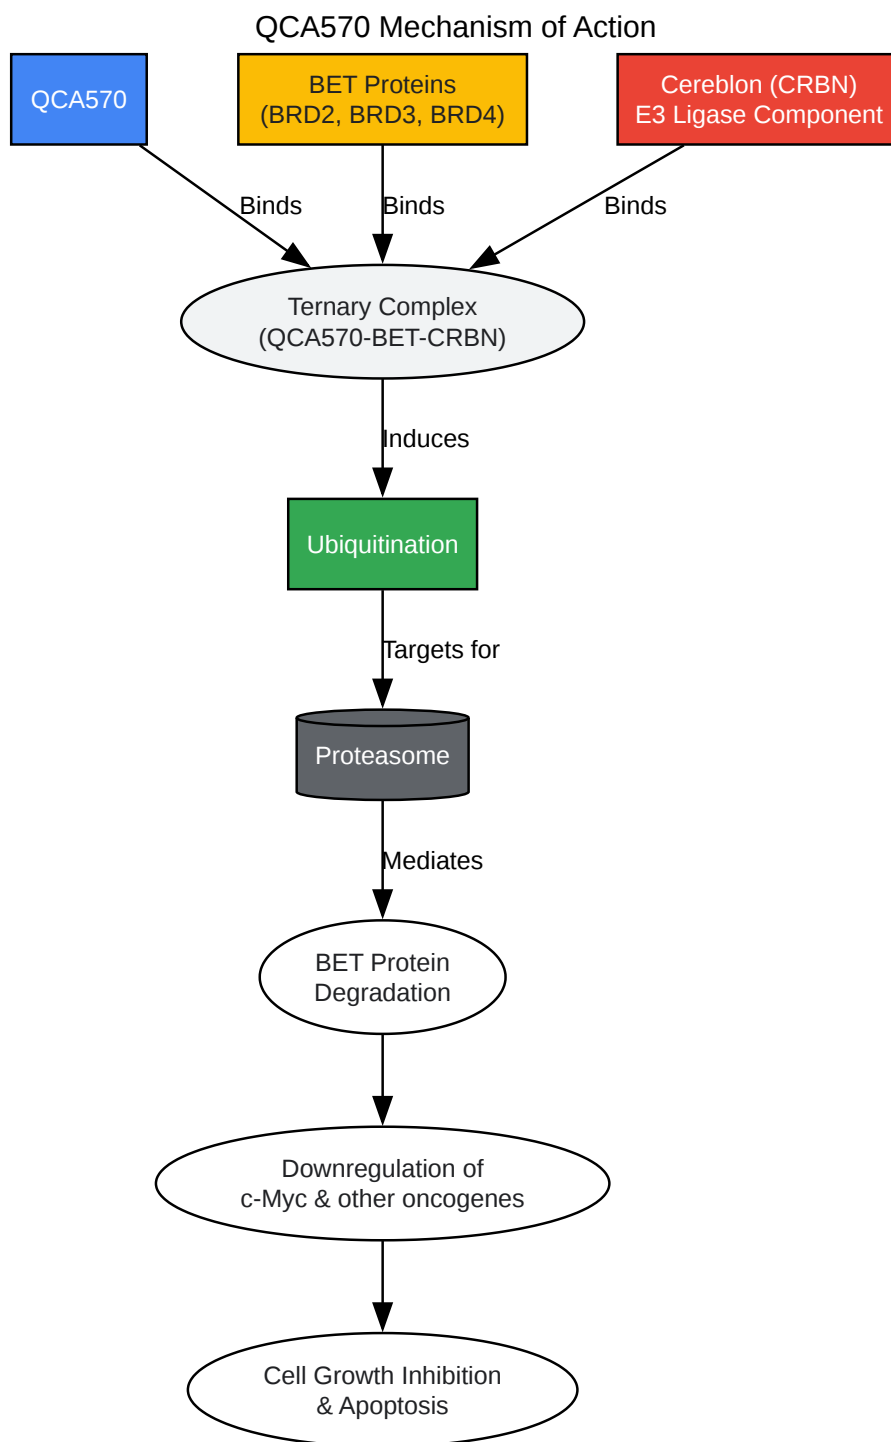 QCA570 Mechanism of Action
QCA570
BET Proteins
(BRD2, BRD3, BRD4)
Cereblon (CRBN)
E3 Ligase Component
Binds
Binds
Binds
Ternary Complex
(QCA570-BET-CRBN)
Induces
Ubiquitination
Targets for
Proteasome
Mediates
BET Protein
Degradation
Downregulation of
c-Myc & other oncogenes
Cell Growth Inhibition
& Apoptosis